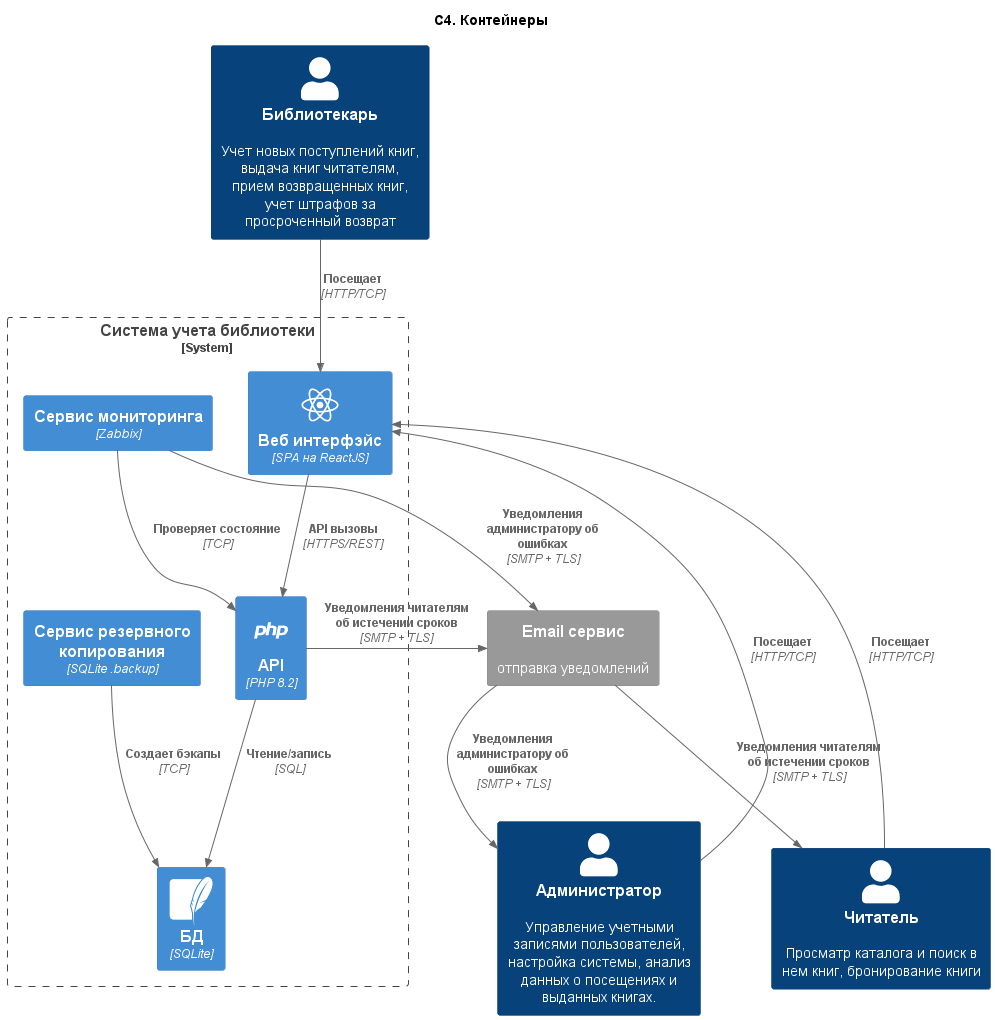 C4. Контейнеры
Библиотекарь
Учет новых поступлений книг,
выдача книг читателям,
прием возвращенных книг,
учет штрафов за
просроченный возврат
Посещает
[HTTP/TCP]
Система учета библиотеки
[System]
Сервис мониторинга
[Zabbix]
Веб интерфэйс
[SPA на ReactJS]
Проверяет состояние
[TCP]
API вызовы
[HTTPS/REST]
Уведомления
администратору об
ошибках
[SMTP + TLS]
Сервис резервного
копирования
[SQLite .backup]
php
API
[PHP 8.2]
Уведомления читателям
об истечении сроков
[SMTP + TLS]
Email сервис
отправка уведомлений
Посещает
[HTTP/TCP]
Посещает
[HTTP/TCP]
Создает бэкапы
[TCP]
Чтение/запись
[SQL]
Уведомления
администратору об
ошибках
[SMTP + TLS]
Уведомления читателям
об истечении сроков
[SMTP + TLS]
БД
[SQLite]
Администратор
Управление учетными
записями пользователей,
настройка системы, анализ
данных о посещениях и
выданных книгах.
Читатель
Просматр каталога и поиск в
нем книг, бронирование книги